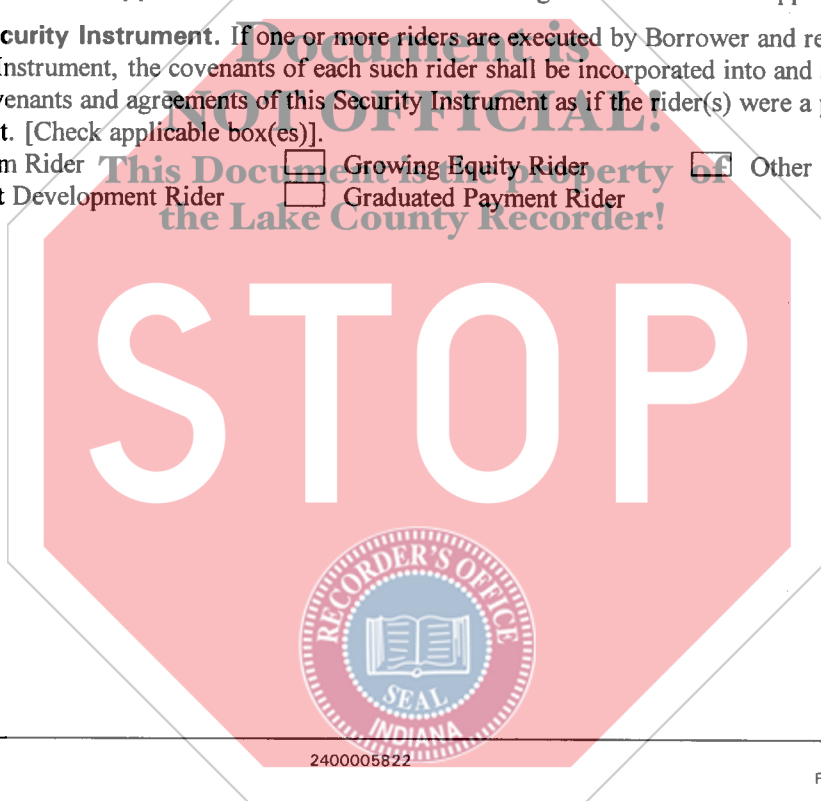 curity Instrument. If one or more riders are executed by Borrower and re
Instrument, the covenants of each such rider shall be incorporated into and
venants and agreements of this Security Instrument as if the rider(s) were a
t. [Check applicable box(es)].
m Rider Growing Equity Rider Other
t Development Rider Graduated Payment Rider
Document is
NOT OFFICIAL!
This Document is the property of
the Lake County Recorder!
STOP
RECORDER'S OFFICE
SEAL
INDIANA
2400005822
F